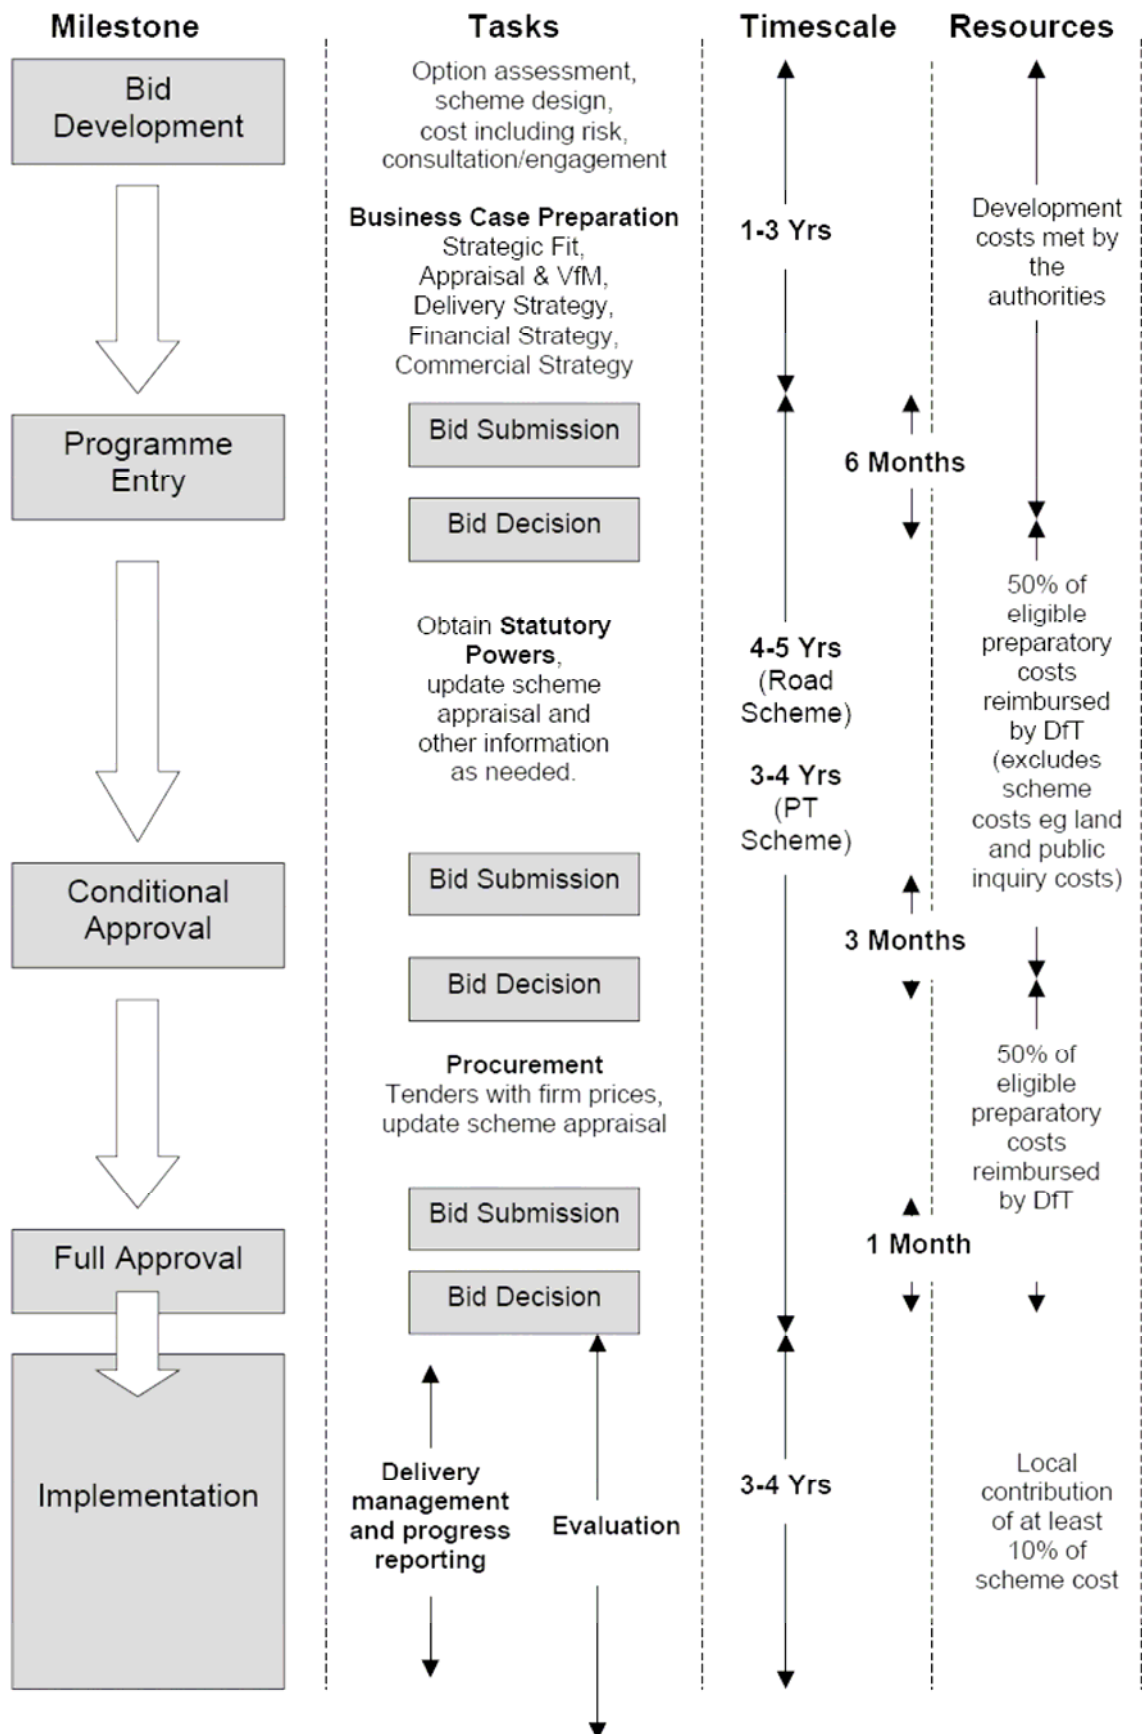 Milestone
Tasks
Timescale
Resources
Bid
Development
Option assessment,
scheme design,
cost including risk,
consultation/engagement
Business Case Preparation
Strategic Fit,
Appraisal & VfM,
Delivery Strategy,
Financial Strategy,
Commercial Strategy
1-3 Yrs
Development
costs met by
the
authorities
Programme
Entry
Bid Submission
Bid Decision
6 Months
Obtain Statutory
Powers,
update scheme
appraisal and
other information
as needed.
4-5 Yrs
(Road
Scheme)
3-4 Yrs
(PT
Scheme)
50% of
eligible
preparatory
costs
reimbursed
by DfT
(excludes
scheme
costs eg land
and public
inquiry costs)
Conditional
Approval
Bid Submission
Bid Decision
3 Months
Procurement
Tenders with firm prices,
update scheme appraisal
50% of
eligible
preparatory
costs
reimbursed
by DfT
Full Approval
Bid Submission
Bid Decision
1 Month
Implementation
Delivery
management
and progress
reporting
Evaluation
3-4 Yrs
Local
contribution
of at least
10% of
scheme cost